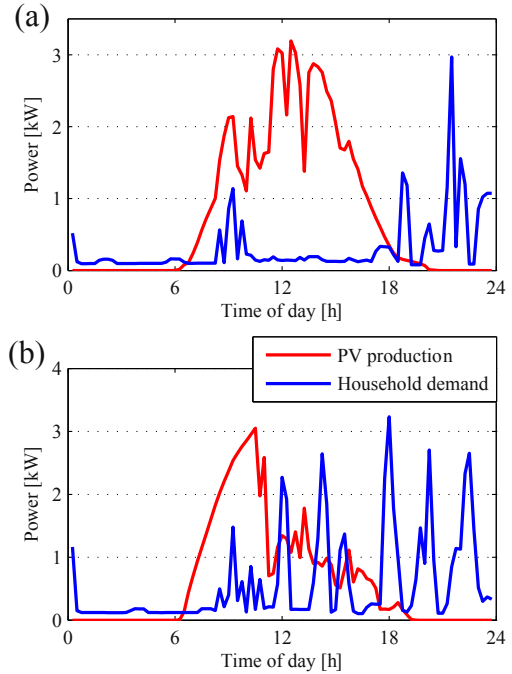 (a)
Power [kW]
3
2
1
0
0 6 12 18 24
Time of day [h]
(b)
PV production
Household demand
Power [kW]
4
3
2
1
0
0 6 12 18 24
Time of day [h]